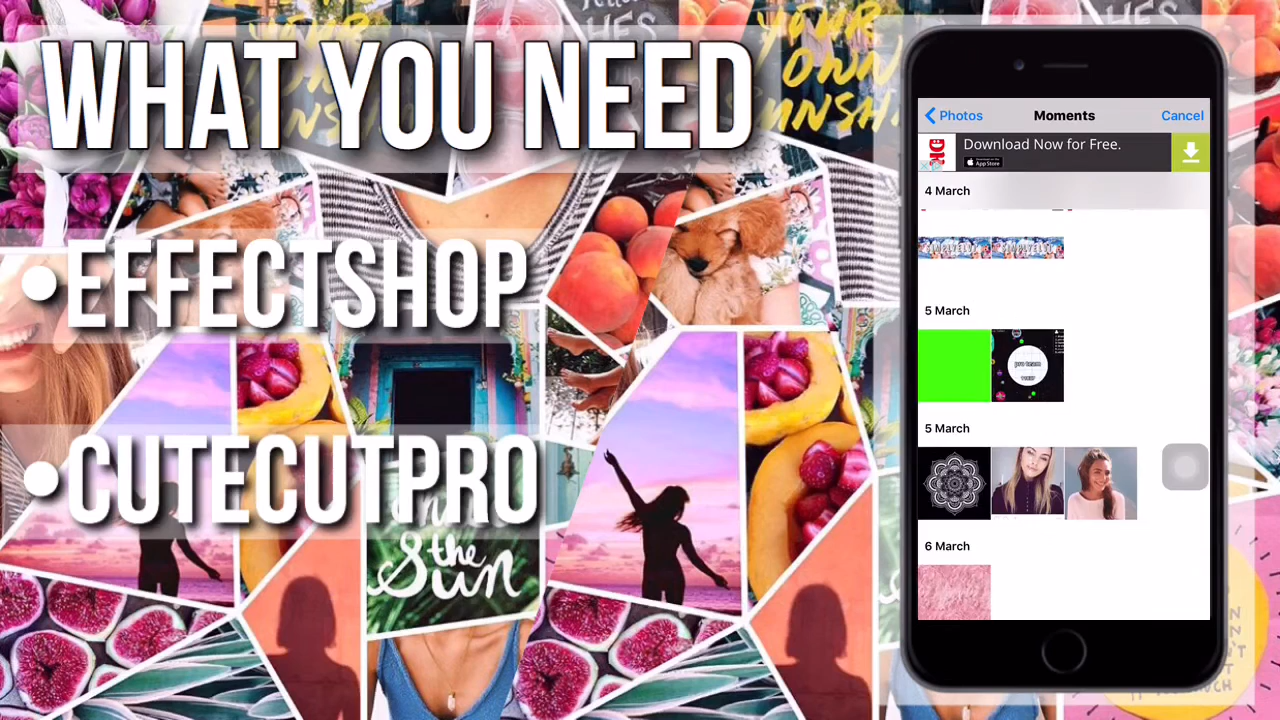 WHAT YOU NEED
•EFFECTSHOP
•CUTECUTPRO
the
Sun
Photos
Moments
Cancel
Download Now for Free.
4 March
5 March
5 March
6 March